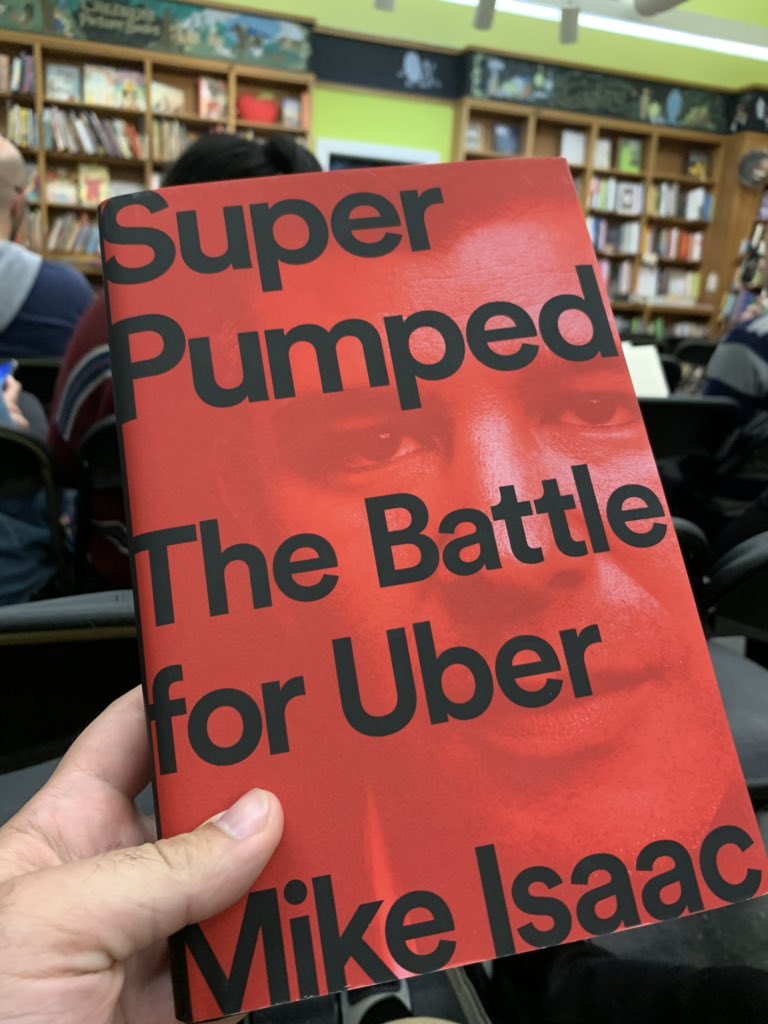 Super
Pumped
The Battle
for Uber
Mike Isaac